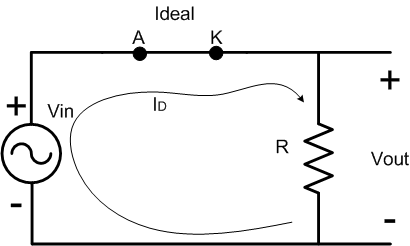 Ideal
A K
+ Vin ID +
R Vout
- -